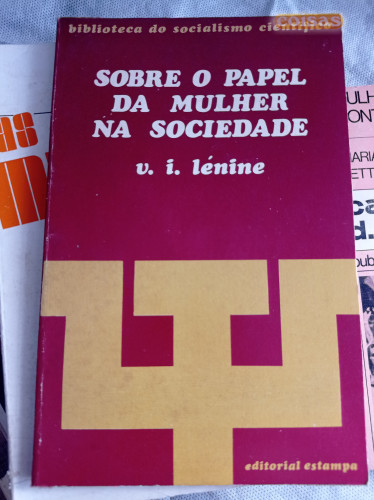 coisas
biblioteca do socialismo científico
SOBRE O PAPEL
DA MULHER
NA SOCIEDADE
v. i. lénine
editorial estampa